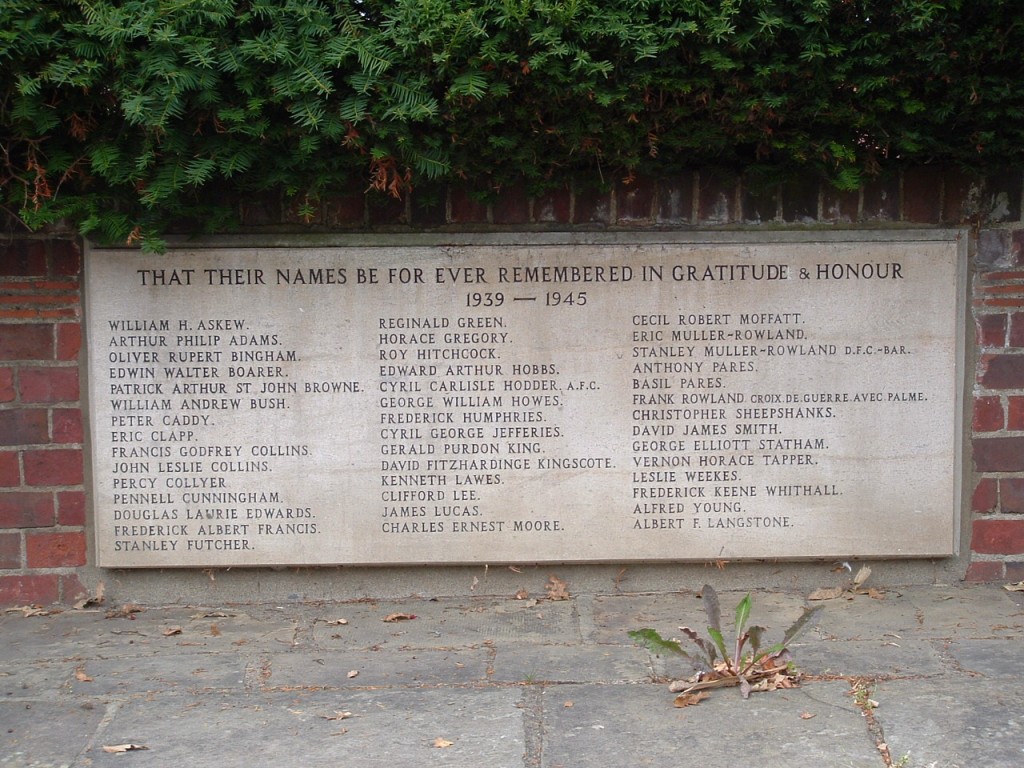 THAT THEIR NAMES BE FOR EVER REMEMBERED IN GRATITUDE & HONOUR
1939 — 1945
WILLIAM H. ASKEW.
ARTHUR PHILIP ADAMS.
OLIVER RUPERT BINGHAM.
EDWIN WALTER BOARER.
PATRICK ARTHUR ST JOHN BROWNE.
WILLIAM ANDREW BUSH.
PETER CADDY.
ERIC CLAPP.
FRANCIS GODFREY COLLINS.
JOHN LESLIE COLLINS.
PERCY COLLYER
PENNELL CUNNINGHAM.
DOUGLAS LAURIE EDWARDS.
FREDERICK ALBERT FRANCIS.
STANLEY FUTCHER.
REGINALD GREEN.
HORACE GREGORY.
ROY HITCHCOCK.
EDWARD ARTHUR HOBBS.
CYRIL CARLISLE HODDER. A.F.C.
GEORGE WILLIAM HOWES.
FREDERICK HUMPHRIES.
CYRIL GEORGE JEFFERIES.
GERALD PURDON KING.
DAVID FITZHARDINGE KINGSCOTE.
KENNETH LAWES.
CLIFFORD LEE.
JAMES LUCAS.
CHARLES ERNEST MOORE.
CECIL ROBERT MOFFATT.
ERIC MULLER-ROWLAND.
STANLEY MULLER-ROWLAND D.F.C.-BAR.
ANTHONY PARES.
BASIL PARES.
FRANK ROWLAND. CROIX.DE.GUERRE.AVEC PALME.
CHRISTOPHER SHEEPSHANKS.
DAVID JAMES SMITH.
GEORGE ELLIOTT STATHAM.
VERNON HORACE TAPPER.
LESLIE WEEKES.
FREDERICK KEENE WHITHALL.
ALFRED YOUNG.
ALBERT F. LANGSTONE.